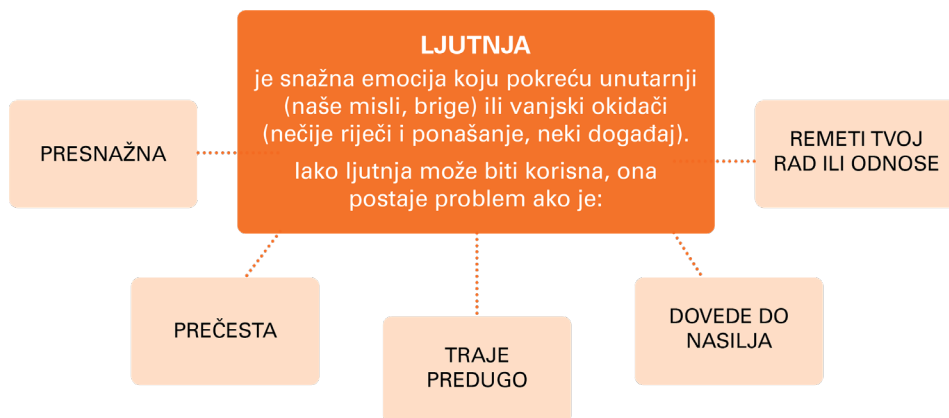 LJUTNJA
je snažna emocija koju pokreću unutarnji
(naše misli, brige) ili vanjski okidači
(nečije riječi i ponašanje, neki događaj).
Iako ljutnja može biti korisna, ona
postaje problem ako je:
PRESNAŽNA
PREČESTA
TRAJE
PREDUGO
DOVEDE DO
NASILJA
REMETI TVOJ
RAD ILI ODNOSE